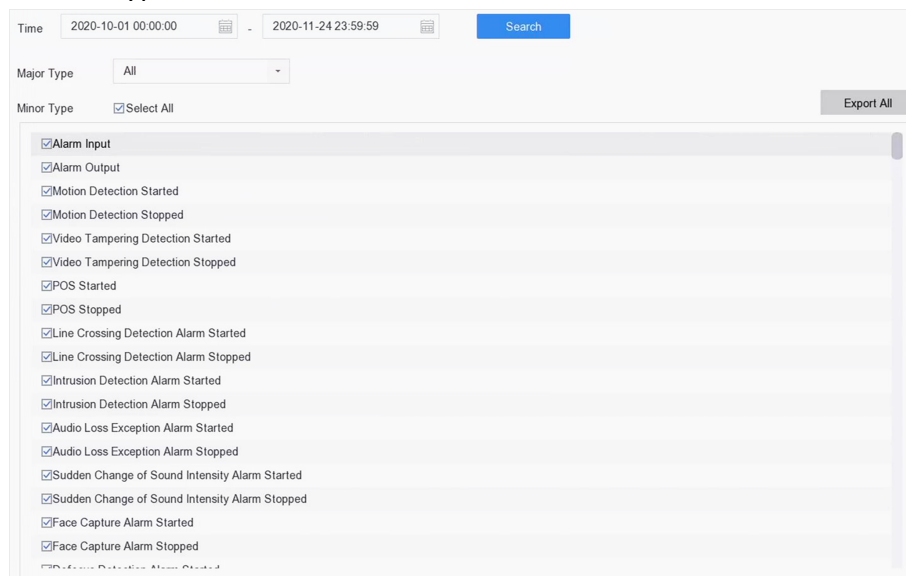 Time 2020-10-01 00:00:00 - 2020-11-24 23:59:59 Search
Major Type All
Minor Type Select All
Export All
Alarm Input
Alarm Output
Motion Detection Started
Motion Detection Stopped
Video Tampering Detection Started
Video Tampering Detection Stopped
POS Started
POS Stopped
Line Crossing Detection Alarm Started
Line Crossing Detection Alarm Stopped
Intrusion Detection Alarm Started
Intrusion Detection Alarm Stopped
Audio Loss Exception Alarm Started
Audio Loss Exception Alarm Stopped
Sudden Change of Sound Intensity Alarm Started
Sudden Change of Sound Intensity Alarm Stopped
Face Capture Alarm Started
Face Capture Alarm Stopped
Defocus Detection Alarm Started